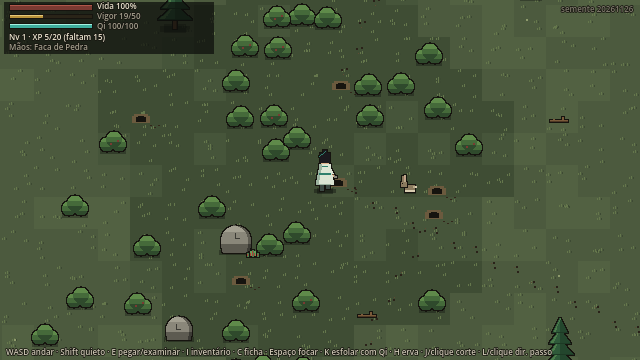 Vida 100%
semente 20261026
Vigor 19/50
Qi 100/100
Nv 1 · XP 5/20 (faltam 15)
Mãos: Faca de Pedra
WASD andar · Shift quieto · E pegar/examinar · I inventario · C ficha · Espaço focar · K esfolar com Qi · H erva · J/clique corte · L/clique dir. passo